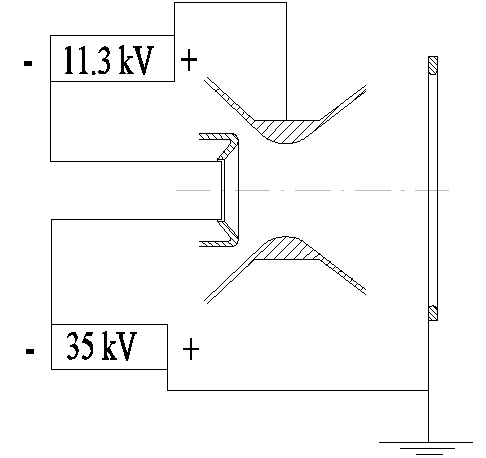 - 11.3 kV +
- 35 kV +